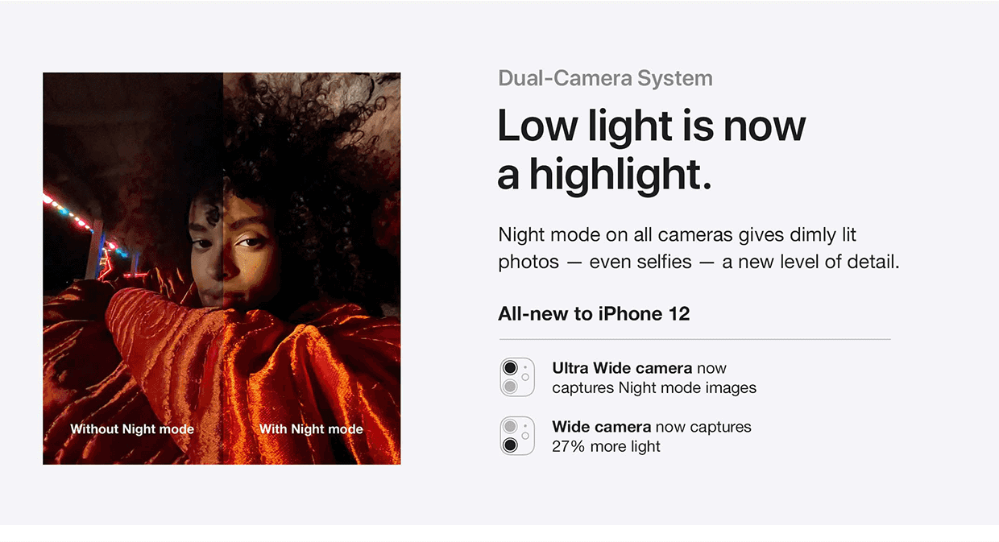 Dual-Camera System
Low light is now
a highlight.
Night mode on all cameras gives dimly lit
photos — even selfies — a new level of detail.
All-new to iPhone 12
Ultra Wide camera now
captures Night mode images
Wide camera now captures
27% more light
Without Night mode
With Night mode